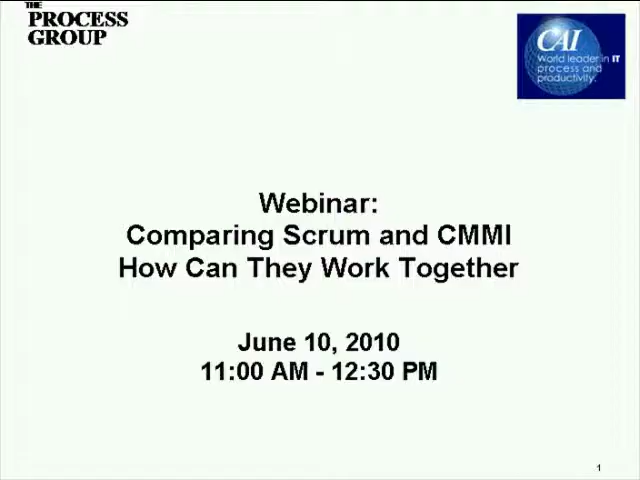 THE
PROCESS
GROUP
CAI
World leader in IT
process and
productivity.
Webinar:
Comparing Scrum and CMMI
How Can They Work Together
June 10, 2010
11:00 AM - 12:30 PM
1